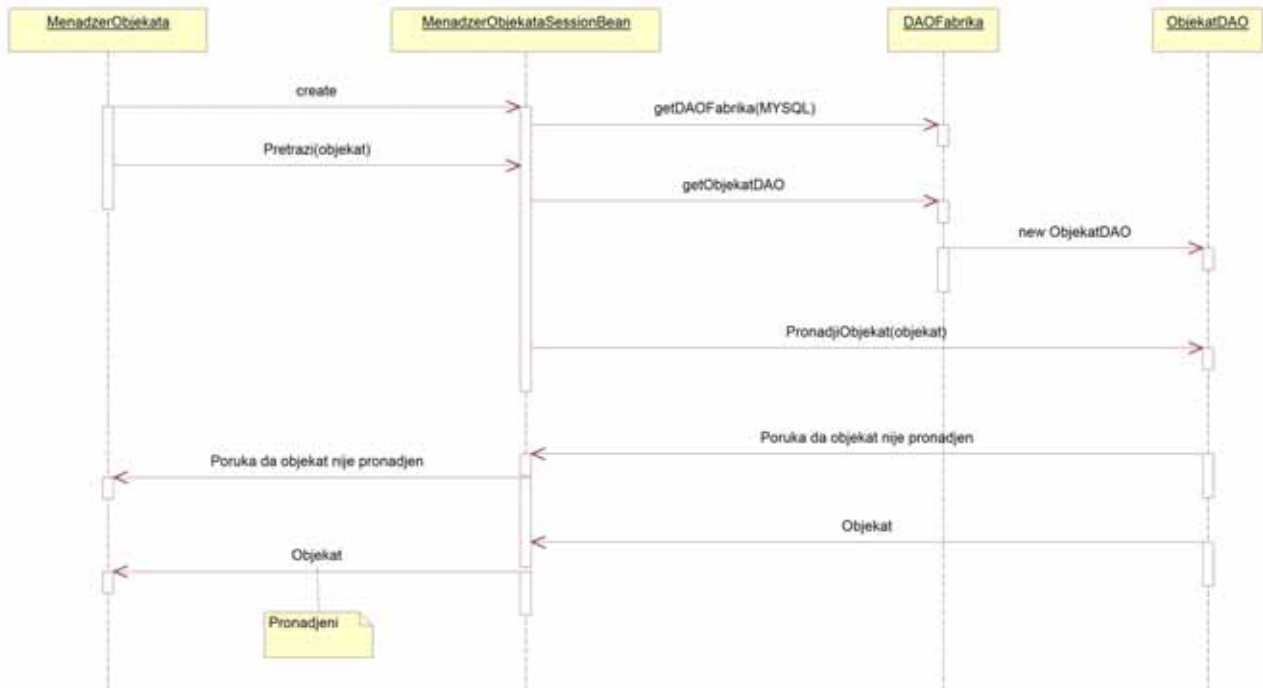 MenadzerObjekata
MenadzerObjekataSessionBean
DAOFabrika
ObjekatDAO
create
getDAOFabrika(MYSQL)
Pretrazi(objekat)
getObjekatDAO
new ObjekatDAO
PronadjiObjekat(objekat)
Poruka da objekat nije pronadjen
Poruka da objekat nije pronadjen
Objekat
Objekat
Pronadjeni